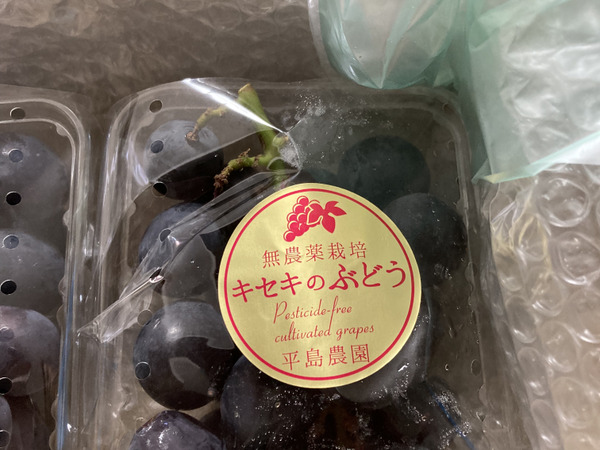 無農薬栽培
キセキのぶどう
Pesticide-free
cultivated grapes
平島農園